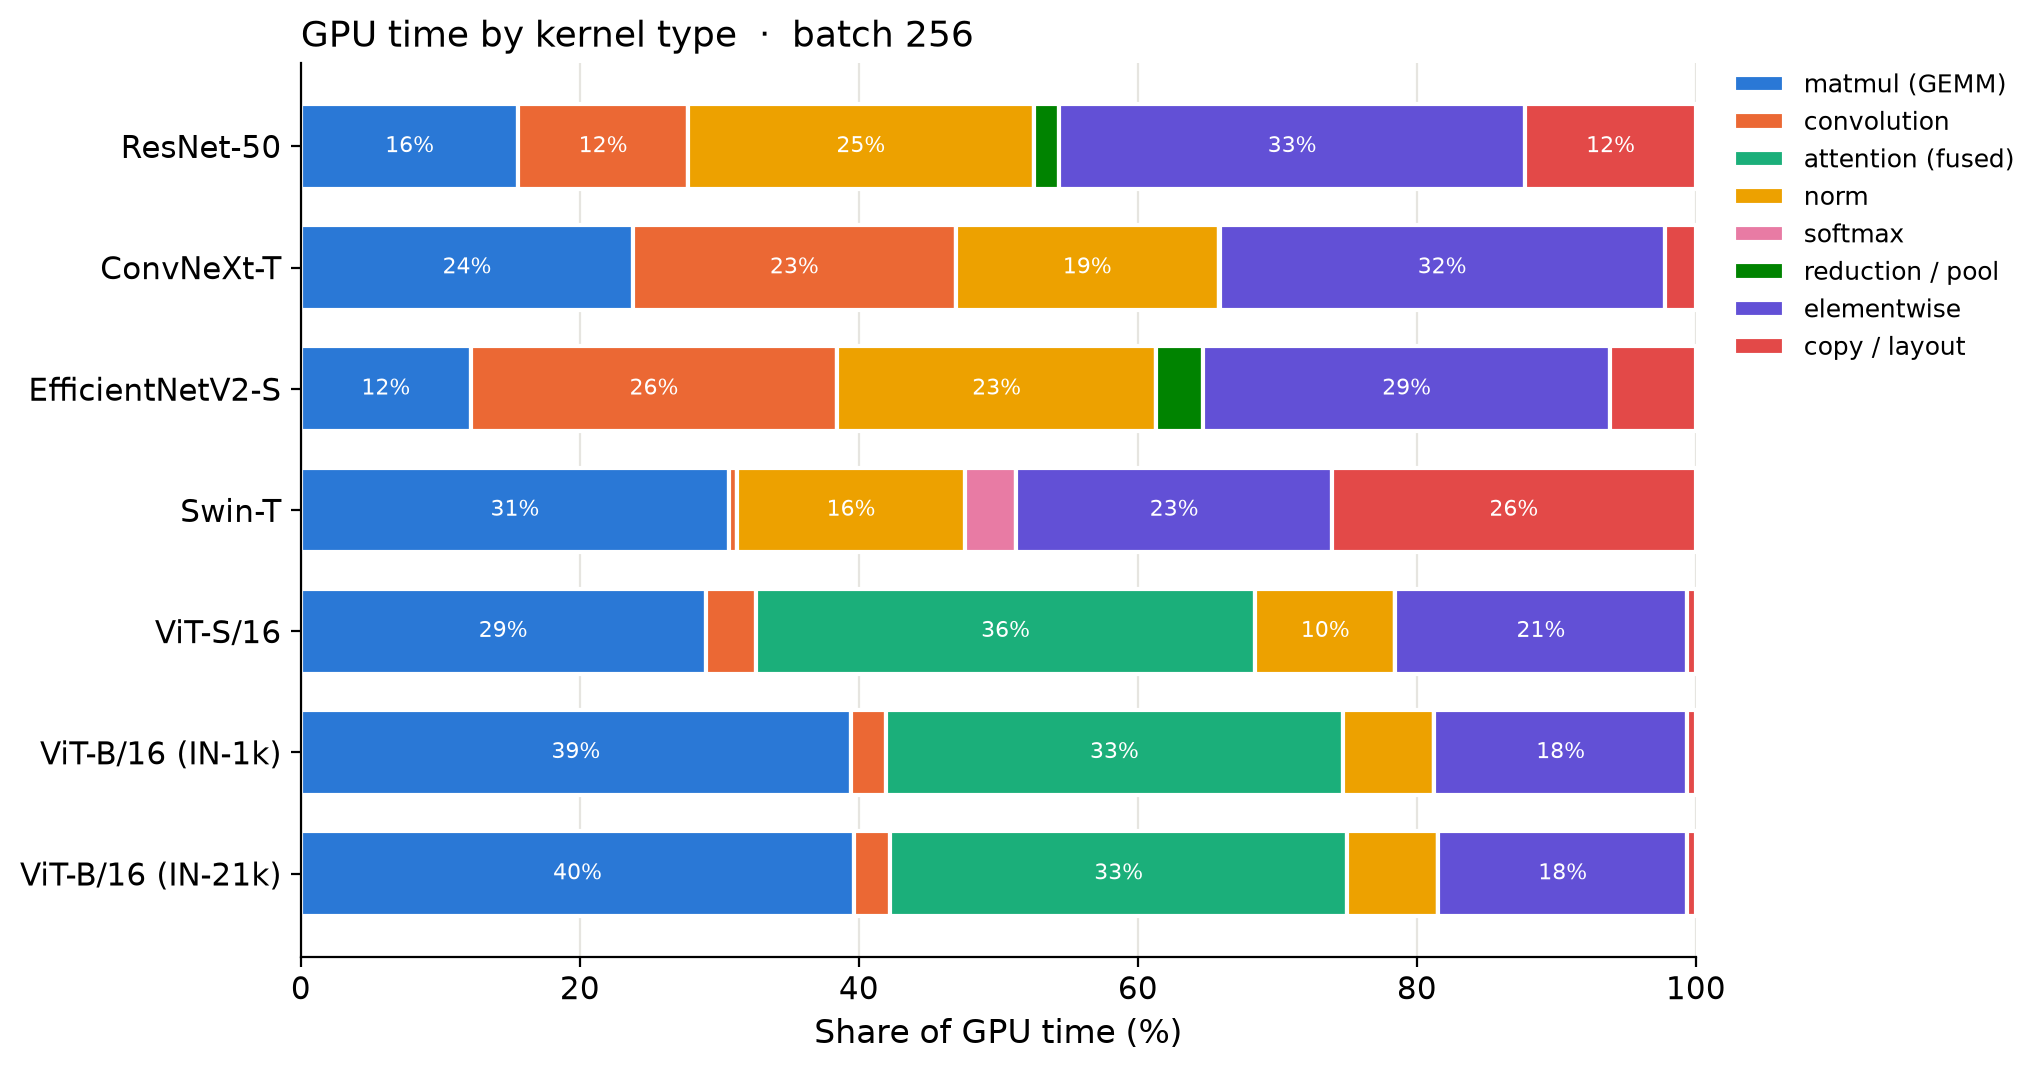 GPU time by kernel type · batch 256
matmul (GEMM)
convolution
attention (fused)
norm
softmax
reduction / pool
elementwise
copy / layout
ResNet-50 16% 12% 25% 33% 12%
ConvNeXt-T 24% 23% 19% 32%
EfficientNetV2-S 12% 26% 23% 29%
Swin-T 31% 16% 23% 26%
ViT-S/16 29% 36% 10% 21%
ViT-B/16 (IN-1k) 39% 33% 18%
ViT-B/16 (IN-21k) 40% 33% 18%
0 20 40 60 80 100
Share of GPU time (%)